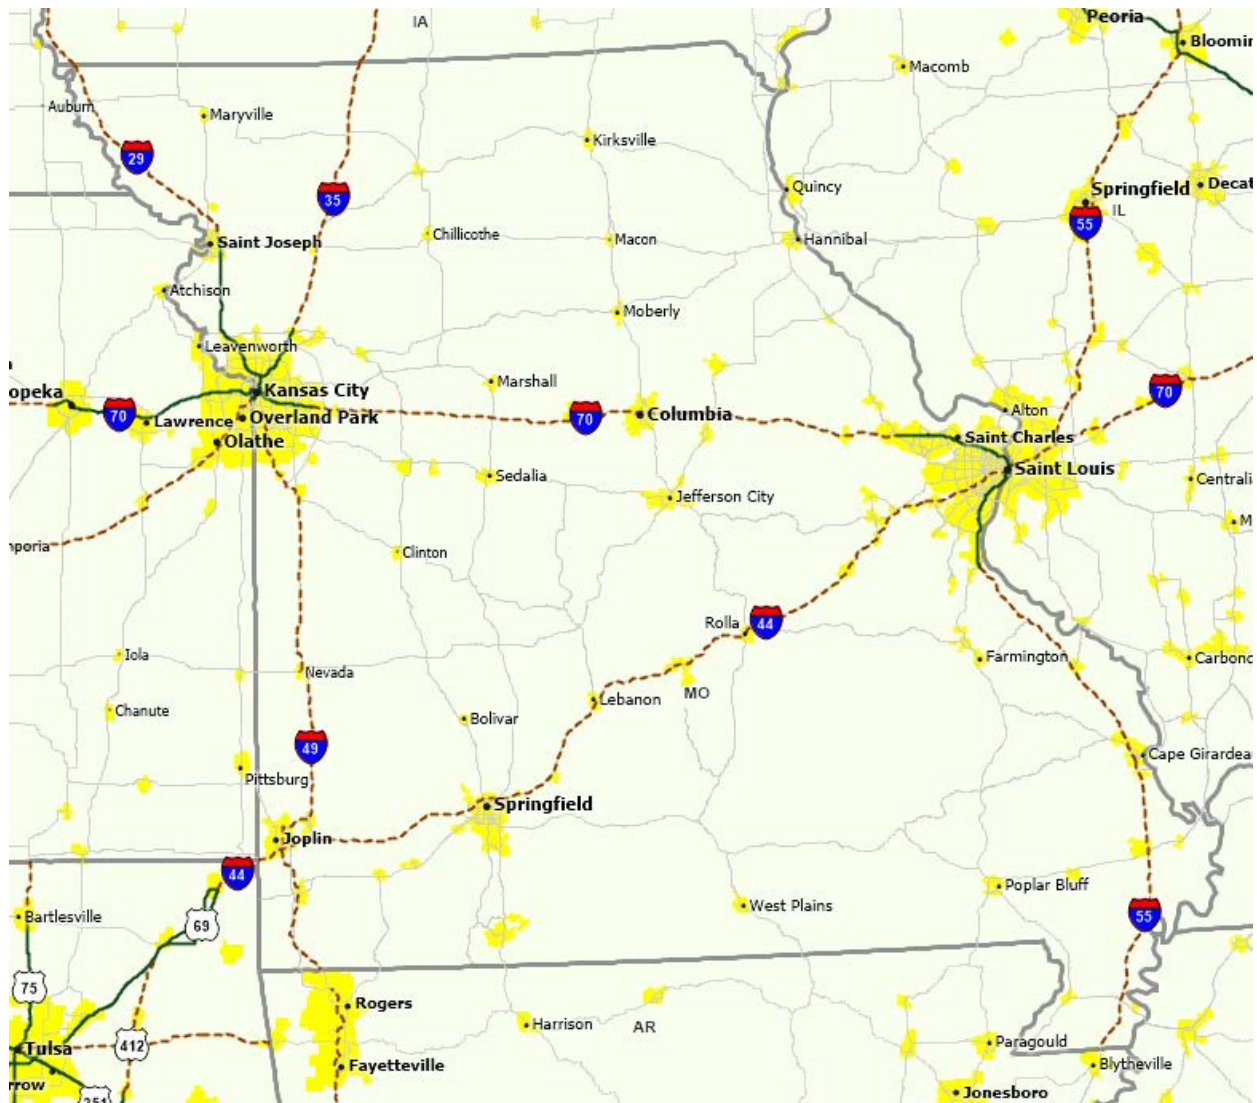 IA
Peoria
Bloomin
Macomb
Auburn
Maryville
Kirksville
29
Quincy
Springfield
Decat
35
IL
55
Saint Joseph
Chillicothe
Macon
Hannibal
Atchison
Moberly
Leavenworth
Marshall
Kansas City
70
opeka
70
Lawrence
Overland Park
70
Columbia
Alton
Olathe
Saint Charles
Saint Louis
Sedalia
Centrali
Jefferson City
M
nporia
Clinton
Rolla
44
Iola
Nevada
Farmington
Carbond
MO
Lebanon
Chanute
Bolivar
49
Cape Girardea
Pittsburg
Springfield
Joplin
44
Poplar Bluff
Bartlesville
69
West Plains
55
75
Rogers
Harrison
AR
Tulsa
412
Paragould
Fayetteville
Blytheville
rrow
Jonesboro